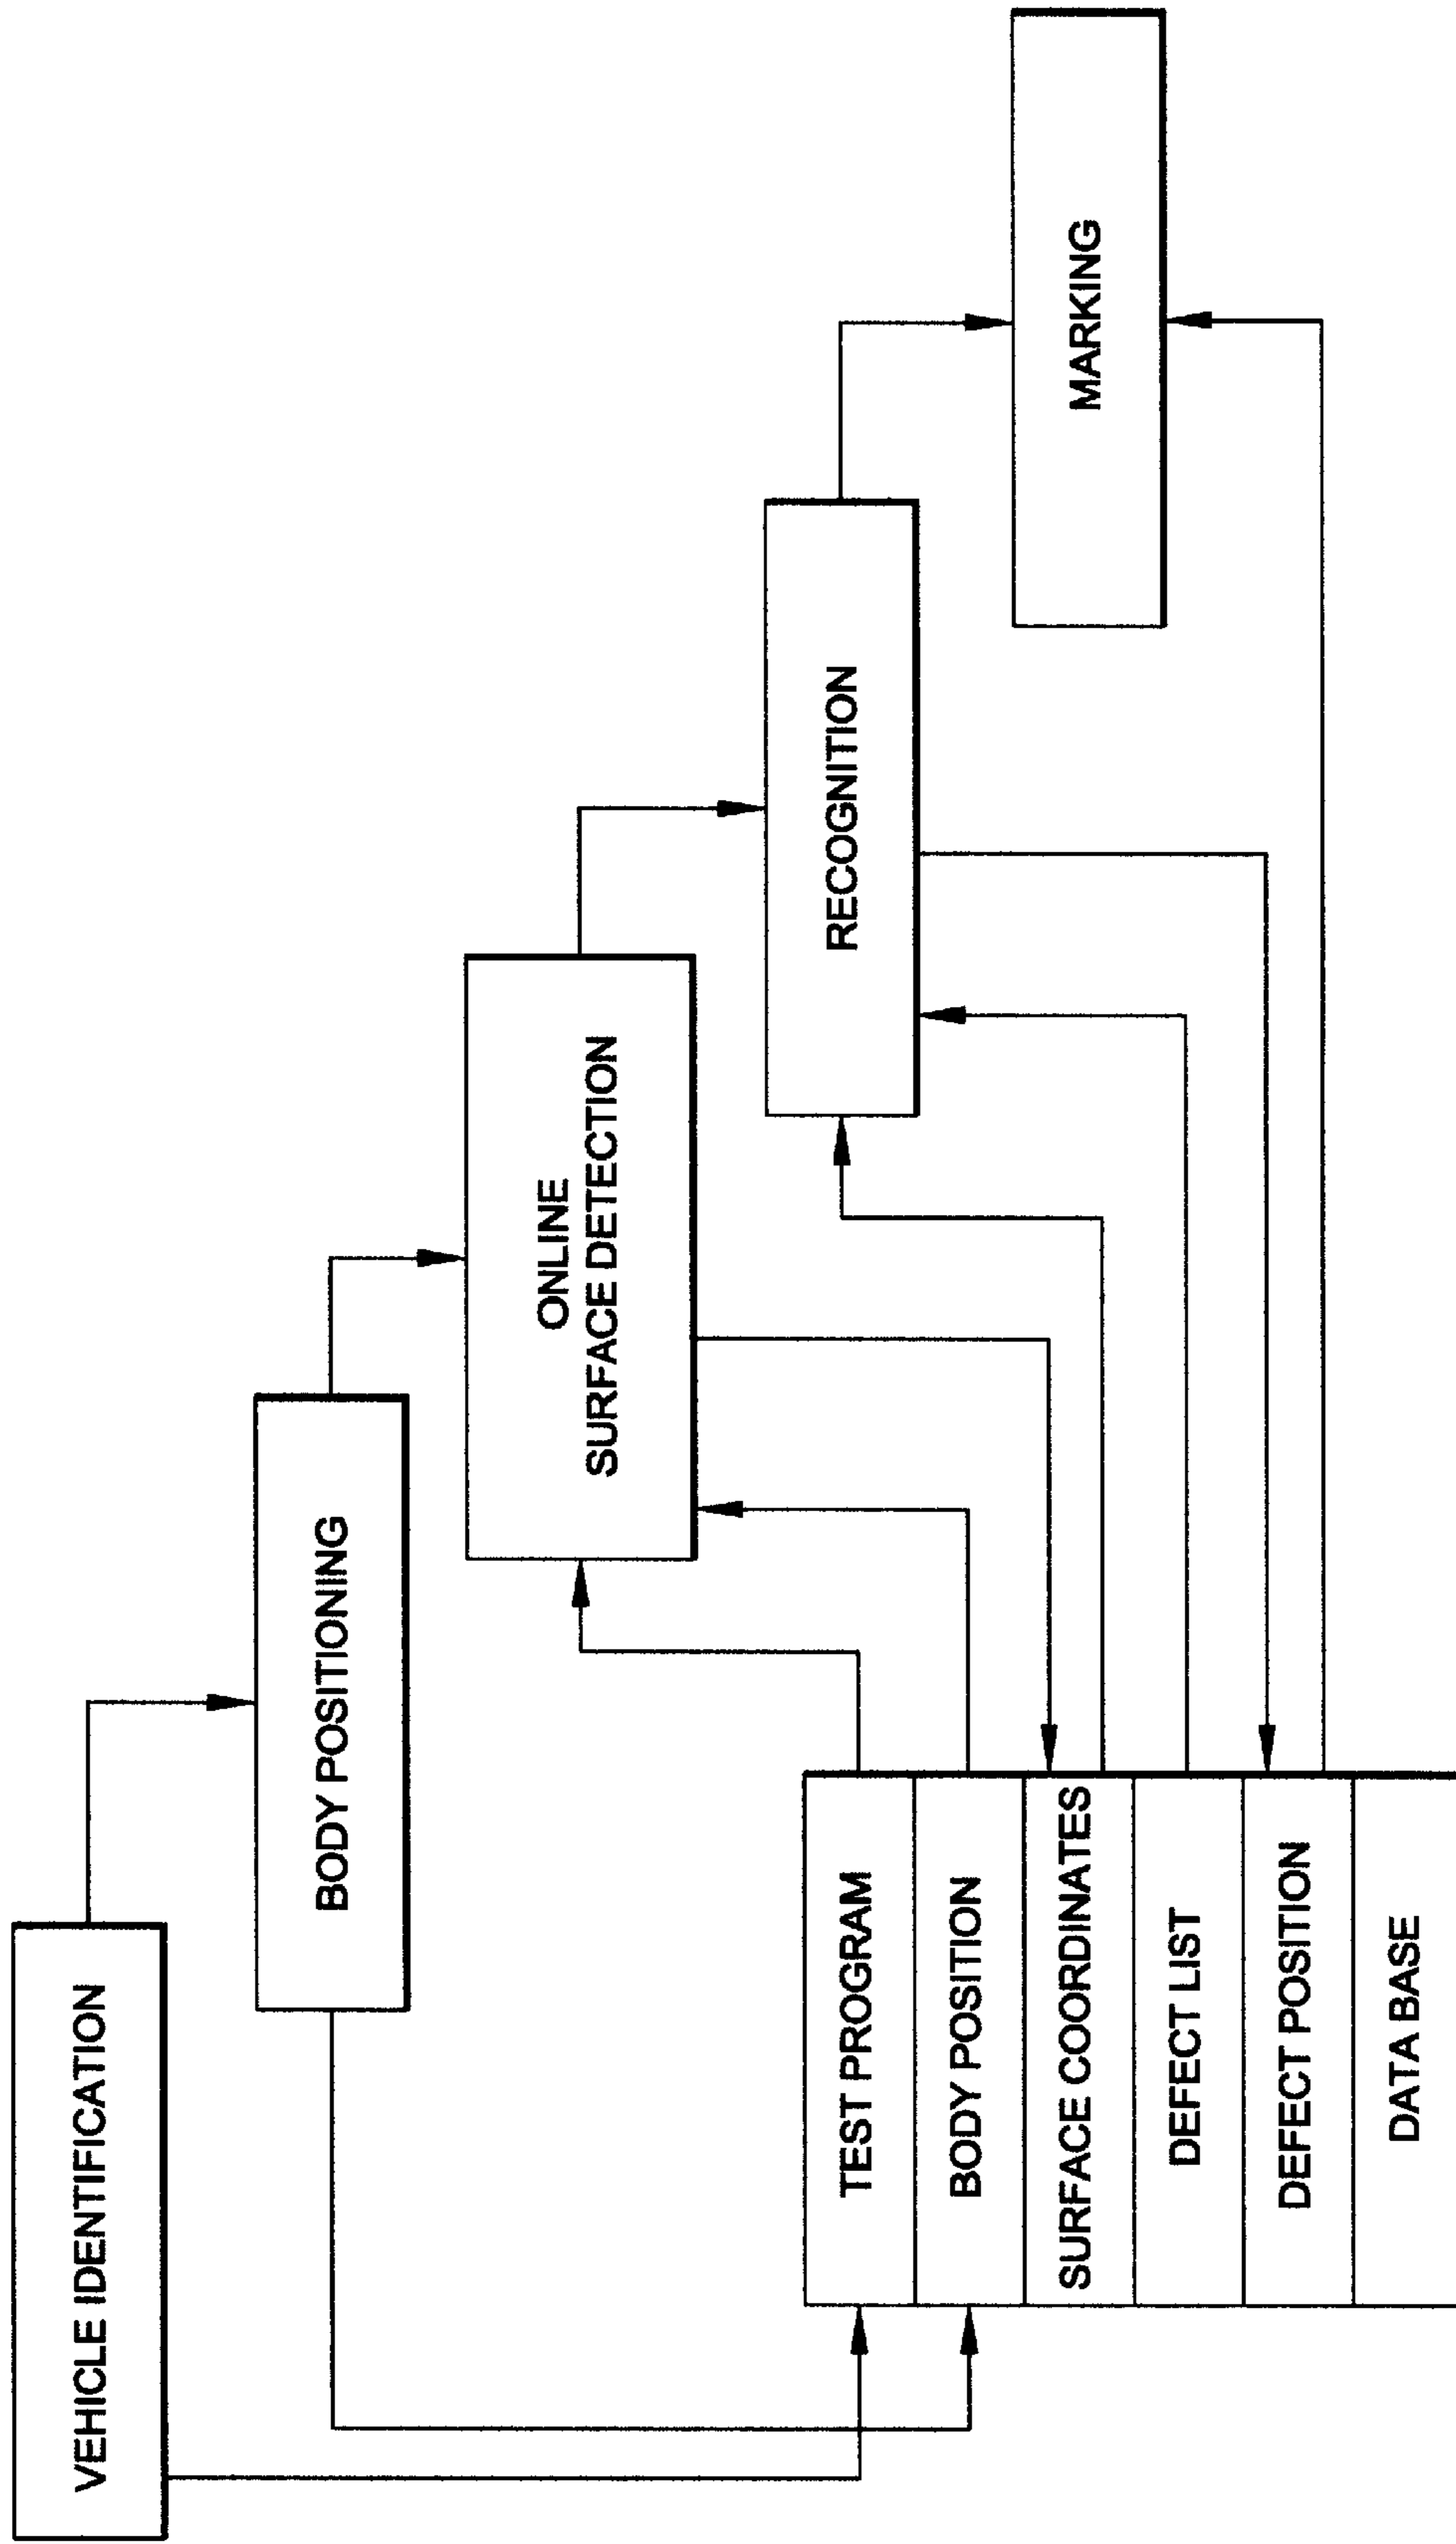 VEHICLE IDENTIFICATION
BODY POSITIONING
ONLINE
SURFACE DETECTION
RECOGNITION
MARKING
TEST PROGRAM
BODY POSITION
SURFACE COORDINATES
DEFECT LIST
DEFECT POSITION
DATA BASE